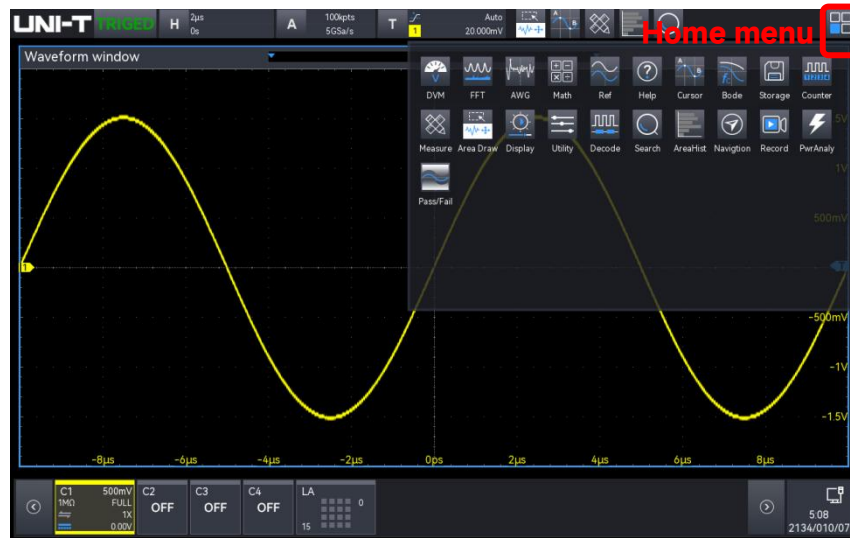 UNI-T TRIGED H 2μs 0s A 100kpts 5GSa/s T 1 Auto 20.000mV
Home menu
Waveform window
DVM FFT AWG Math Ref Help Cursor Bode Storage Counter
Measure Area Draw Display Utility Decode Search AreaHist Navigtion Record PwrAnaly
Pass/Fail
5V
1V
500mV
1
-500mV
-1V
-1.5V
-8μs -6μs -4μs -2μs 0ps 2μs 4μs 6μs 8μs
C1 500mV C2 C3 C4 LA
1MΩ FULL OFF OFF OFF 0
1X
0.00V 15
5:08
2134/010/07